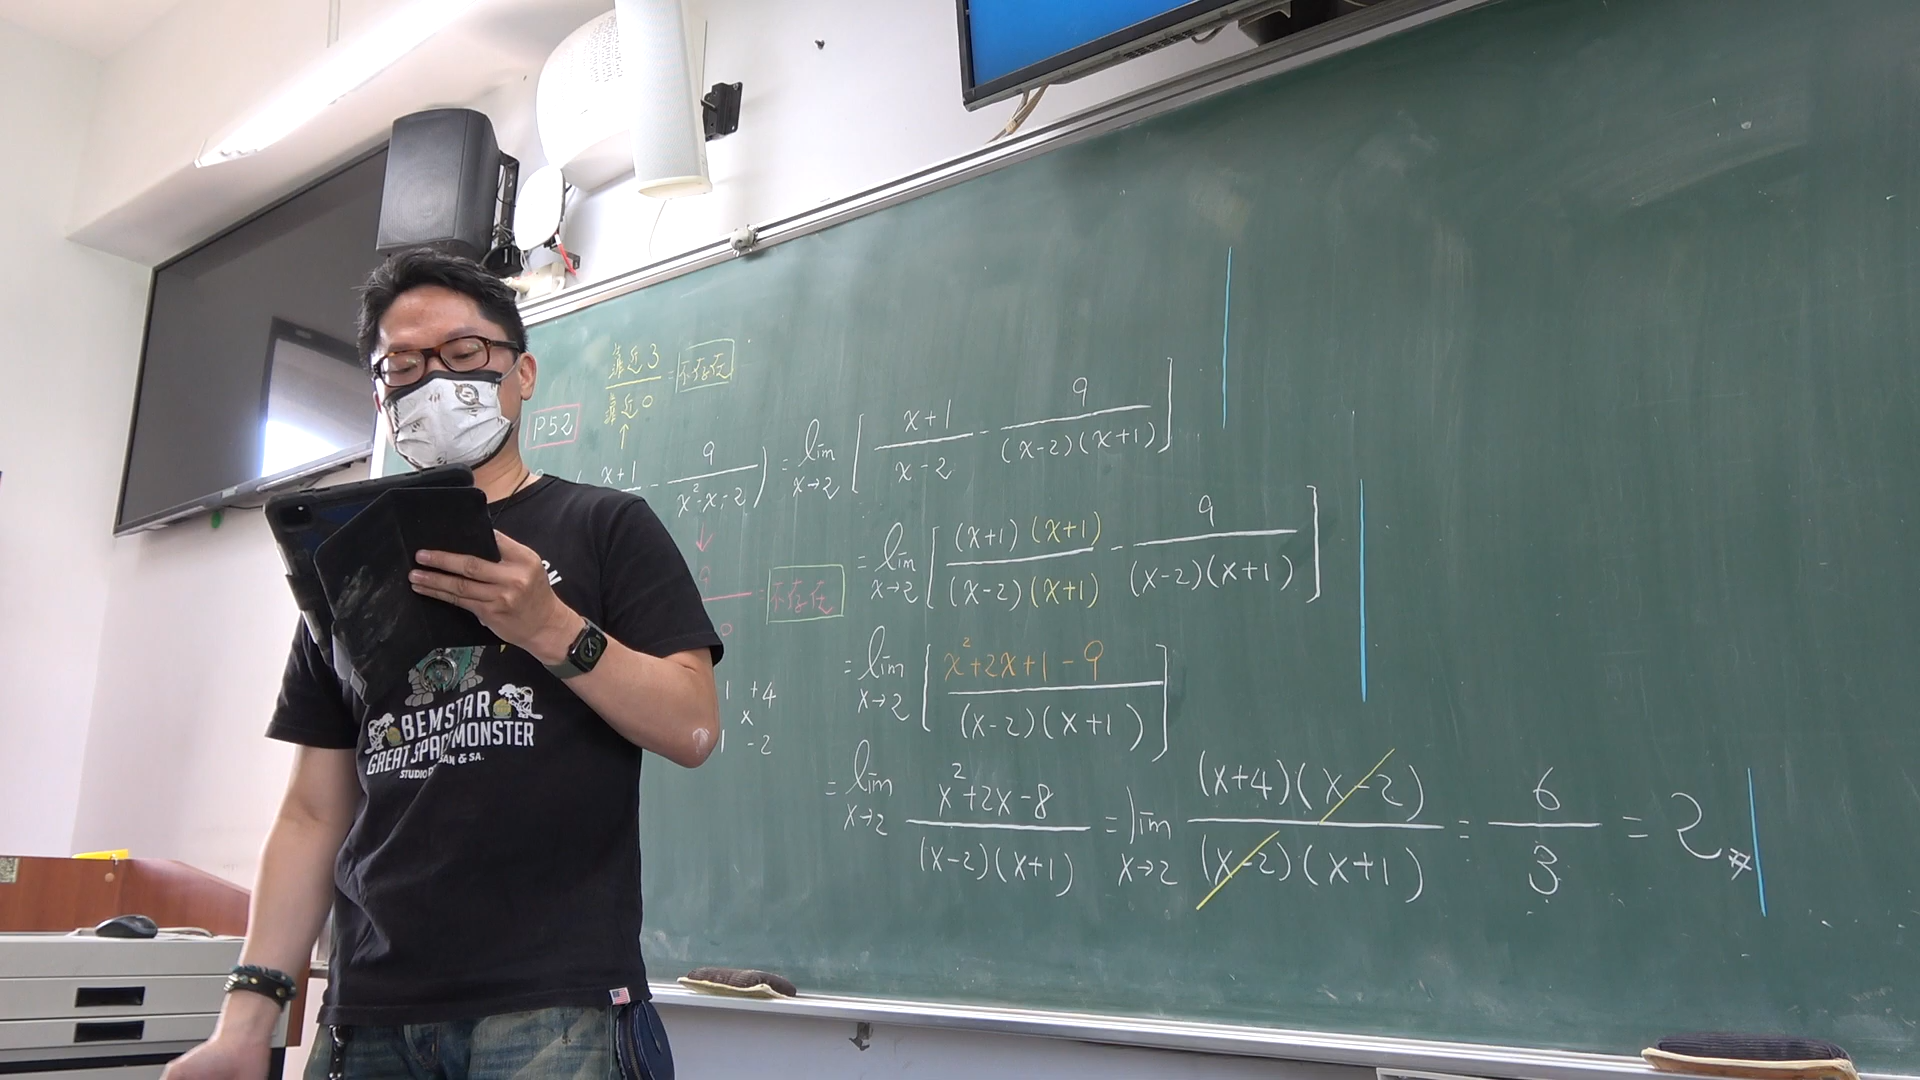 靠近 3
靠近 0
= 不存在
↑
P52
x+1
- 9/(x²-x-2) ) = lim x→2 [ (x+1)/(x-2) - 9/((x-2)(x+1)) ]
↓
9/0 = 不存在
= lim x→2 [ (x+1)(x+1)/((x-2)(x+1)) - 9/((x-2)(x+1)) ]
= lim x→2 [ (x²+2x+1-9)/((x-2)(x+1)) ]
1 +4
x
1 -2
= lim x→2 (x²+2x-8)/((x-2)(x+1)) = lim x→2 (x+4)(x-2)/((x-2)(x+1)) = 6/3 = 2
BEMSTAR
GREAT SPACE MONSTER
& SA.